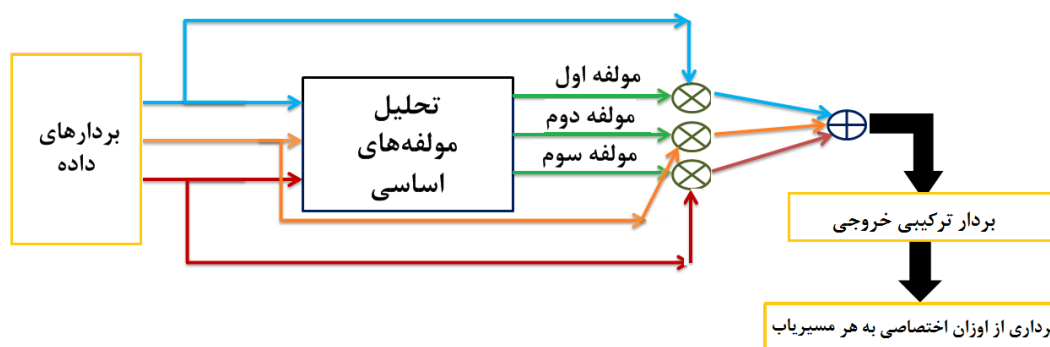 بردارهای
داده
تحلیل
مولفه‌های
اساسی
مولفه اول
مولفه دوم
مولفه سوم
بردار ترکیبی خروجی
برداری از اوزان اختصاصی به هر مسیریاب